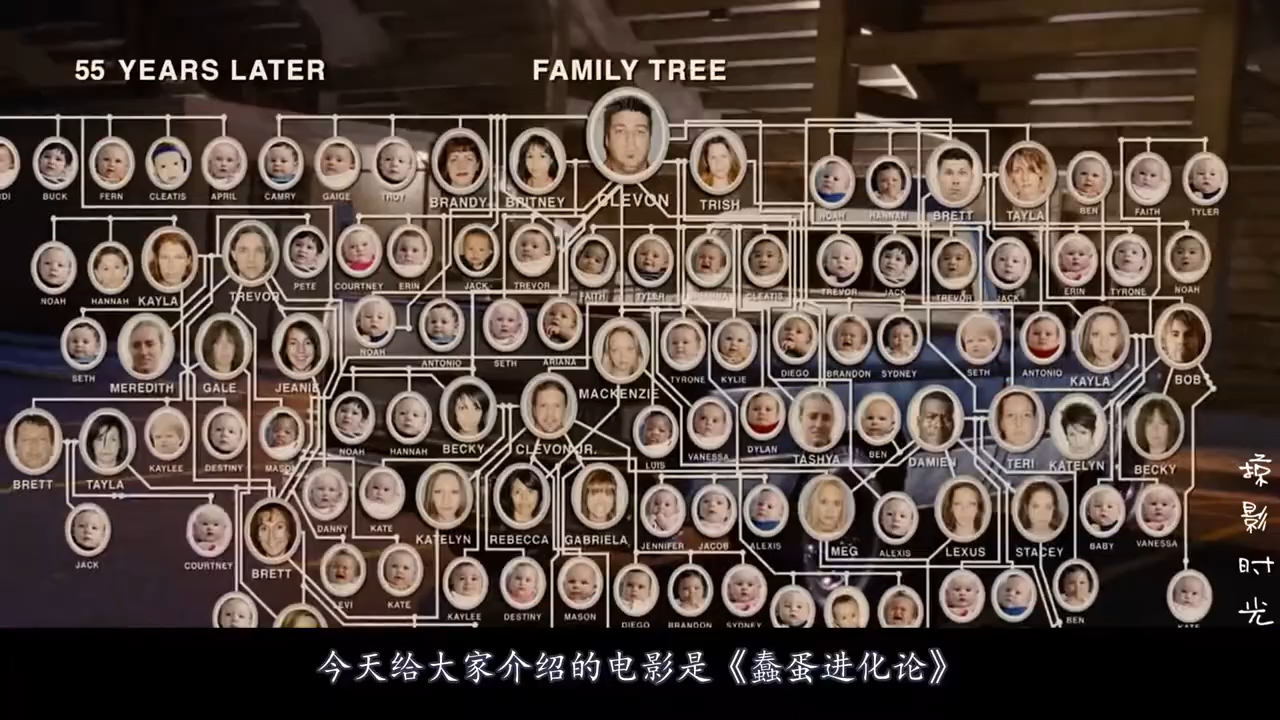 55 YEARS LATER
FAMILY TREE
BUCK FERN CLEATIS APRIL CAMRY GAIGE TROY BRANDY BRITNEY CLEVON TRISH NOAH HANNAH BRETT TAYLA BEN FAITH TYLER
NOAH HANNAH KAYLA TREVOR PETE COURTNEY ERIN JACK TREVOR FAITH TYLER CLEATIS TREVOR JACK TREVOR JACK ERIN TYRONE NOAH
SETH MEREDITH GALE JEANIE NOAH ANTONIO SETH ARIANA MACKENZIE TYRONE KYLIE DIEGO BRANDON SYDNEY SETH ANTONIO KAYLA BOB
BRETT TAYLA KAYLEE DESTINY MASON NOAH HANNAH BECKY CLEVON JR. LUIS VANESSA DYLAN TASHYA BEN DAMIEN TERI KATELYN BECKY
JACK COURTNEY BRETT DANNY KATE KATELYN REBECCA GABRIELA JENNIFER JACOB ALEXIS MEG ALEXIS LEXUS STACEY BABY VANESSA
LEVI KATE KAYLEE DESTINY MASON DIEGO BRANDON SYDNEY BEN KATE
掠影时光
今天给大家介绍的电影是《蠢蛋进化论》